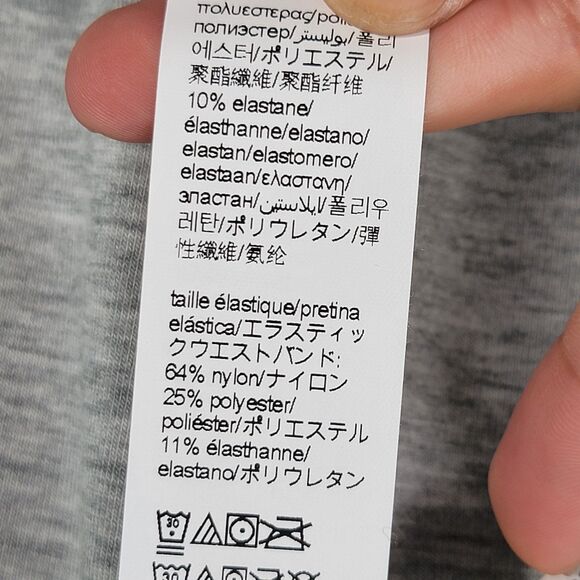 πολυεστερας/poli
полиэстер/بوليستر/폴리
에스터/ポリエステル/
聚酯纖維/聚酯纤维
10% elastane/
élasthanne/elastano/
elastan/elastomero/
elastaan/ελαστανη/
эластан/ايلاستين/폴리우
레탄/ポリウレタン/彈
性纖維/氨纶
taille élastique/pretina
elástica/エラスティッ
クウエストバンド:
64% nylon/ナイロン
25% polyester/
poliéster/ポリエステル
11% élasthanne/
elastano/ポリウレタン
30
30